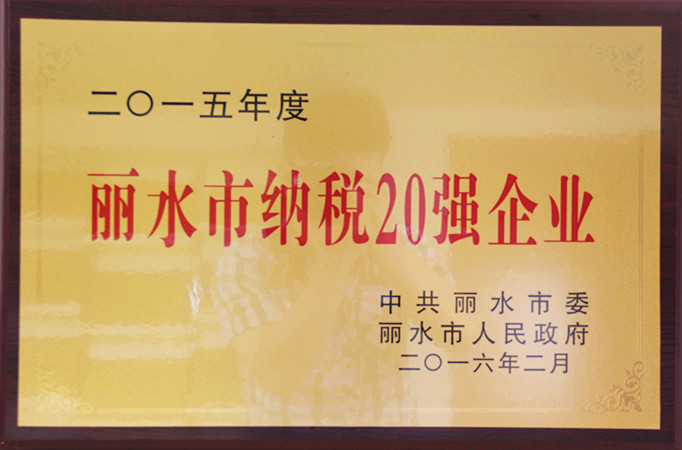 二〇一五年度
丽水市纳税20强企业
中共丽水市委
丽水市人民政府
二〇一六年二月